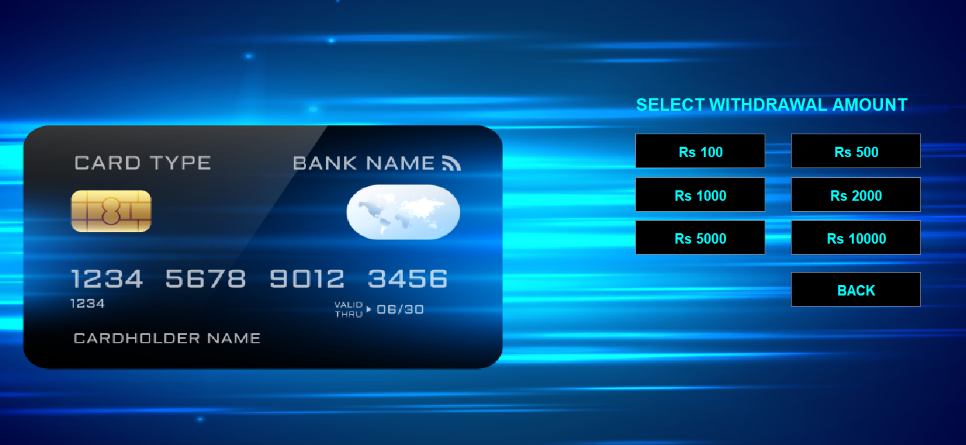 CARD TYPE
BANK NAME
1234 5678 9012 3456
1234
VALID
THRU
06/30
CARDHOLDER NAME
SELECT WITHDRAWAL AMOUNT
Rs 100
Rs 500
Rs 1000
Rs 2000
Rs 5000
Rs 10000
BACK